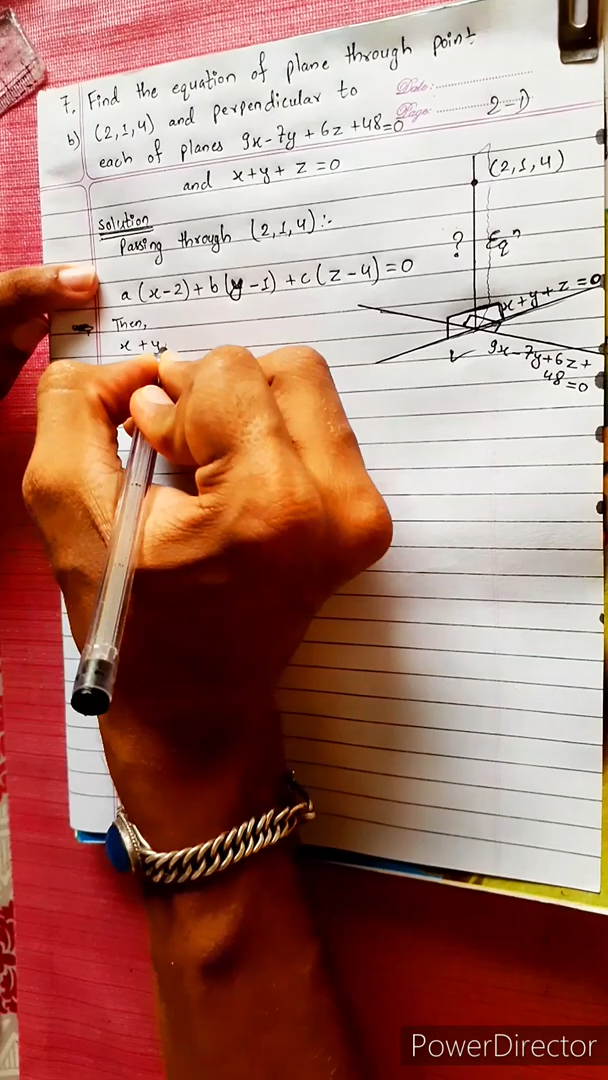 7. Find the equation of plane through point
b) (2,1,4) and perpendicular to
Date:
each of planes 9x-7y+6z+48=0
Page: 2-1)
and x+y+z=0
Solution
Passing through (2,1,4):-
a(x-2)+b(y-1)+c(z-4)=0
Then,
x+y
(2,1,4)
? Eqⁿ
x+y+z=0
9x-7y+6z+
48=0
PowerDirector